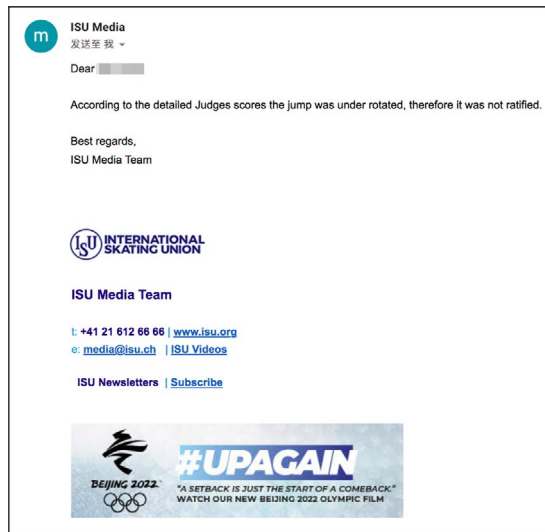 m
ISU Media
发送至 我
Dear
According to the detailed Judges scores the jump was under rotated, therefore it was not ratified.
Best regards,
ISU Media Team
ISU INTERNATIONAL
SKATING UNION
ISU Media Team
t: +41 21 612 66 66 | www.isu.org
e: media@isu.ch | ISU Videos
ISU Newsletters | Subscribe
#UPAGAIN
BEIJING 2022
"A SETBACK IS JUST THE START OF A COMEBACK."
WATCH OUR NEW BEIJING 2022 OLYMPIC FILM